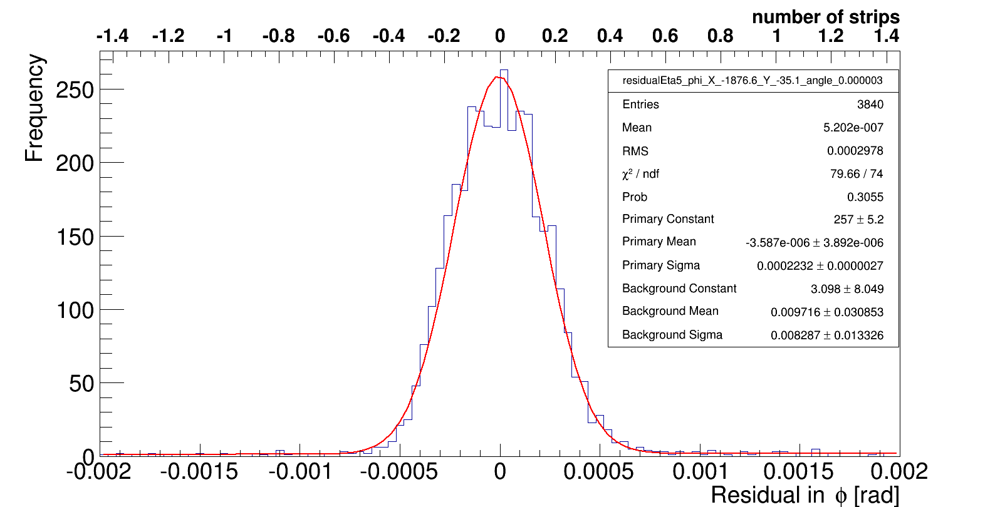 number of strips
-1.4 -1.2 -1 -0.8 -0.6 -0.4 -0.2 0 0.2 0.4 0.6 0.8 1 1.2 1.4
Frequency
250
200
150
100
50
0
residualEta5_phi_X_-1876.6_Y_-35.1_angle_0.000003
Entries 3840
Mean 5.202e-007
RMS 0.0002978
χ² / ndf 79.66 / 74
Prob 0.3055
Primary Constant 257 ± 5.2
Primary Mean -3.587e-006 ± 3.892e-006
Primary Sigma 0.0002232 ± 0.0000027
Background Constant 3.098 ± 8.049
Background Mean 0.009716 ± 0.030853
Background Sigma 0.008287 ± 0.013326
-0.002 -0.0015 -0.001 -0.0005 0 0.0005 0.001 0.0015 0.002
Residual in ϕ [rad]